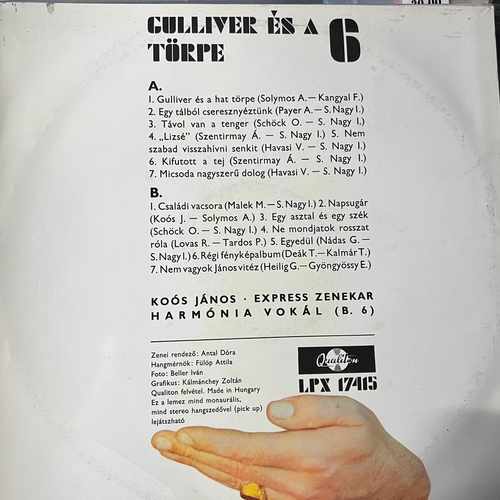 GULLIVER ÉS A 6
TÖRPE
A.
1. Gulliver és a hat törpe (Solymos A.— Kangyal F.)
2. Egy tálból cseresznyéztünk (Payer A.— S. Nagy I.)
3. Távol van a tenger (Schöck O. — S. Nagy I.)
4. „Lizsé” (Szentirmay Á. — S. Nagy I.) 5. Nem
szabad visszahívni senkit (Havasi V. — S. Nagy I.)
6. Kifutott a tej (Szentirmay Á. — S. Nagy I.)
7. Micsoda nagyszerű dolog (Havasi V.— S. Nagy I.)
B.
1. Családi vacsora (Malek M.—S. Nagy I.) 2. Napsugár
(Koós J. — Solymos A.) 3. Egy asztal és egy szék
(Schöck O. — S. Nagy I.) 4. Ne mondjatok rosszat
róla (Lovas R. — Tardos P.) 5. Egyedül (Nádas G.—
S. Nagy I.) 6. Régi fényképalbum (Deák T.— Kalmár T.)
7. Nem vagyok János vitéz (Heilig G.— Gyöngyössy E.)
KOÓS JÁNOS · EXPRESS ZENEKAR
HARMÓNIA VOKÁL (B. 6)
Zenei rendező: Antal Dóra
Hangmérnök: Fülöp Attila
Foto: Beller Iván
Grafikus: Kálmánchey Zoltán
Qualiton felvétel. Made in Hungary
Ez a lemez mind monaurális,
mind stereo hangszedővel (pick up)
lejátszható
Qualiton
LPX 17415